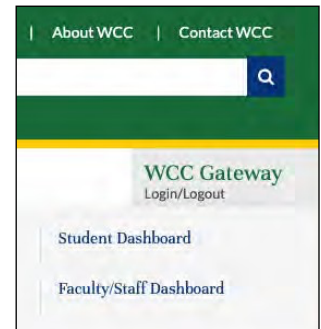 | About WCC | Contact WCC
WCC Gateway
Login/Logout
Student Dashboard
Faculty/Staff Dashboard